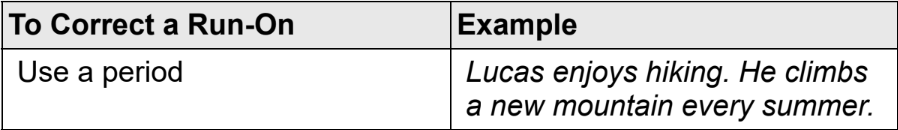 To Correct a Run-On Example
Use a period Lucas enjoys hiking. He climbs
a new mountain every summer.